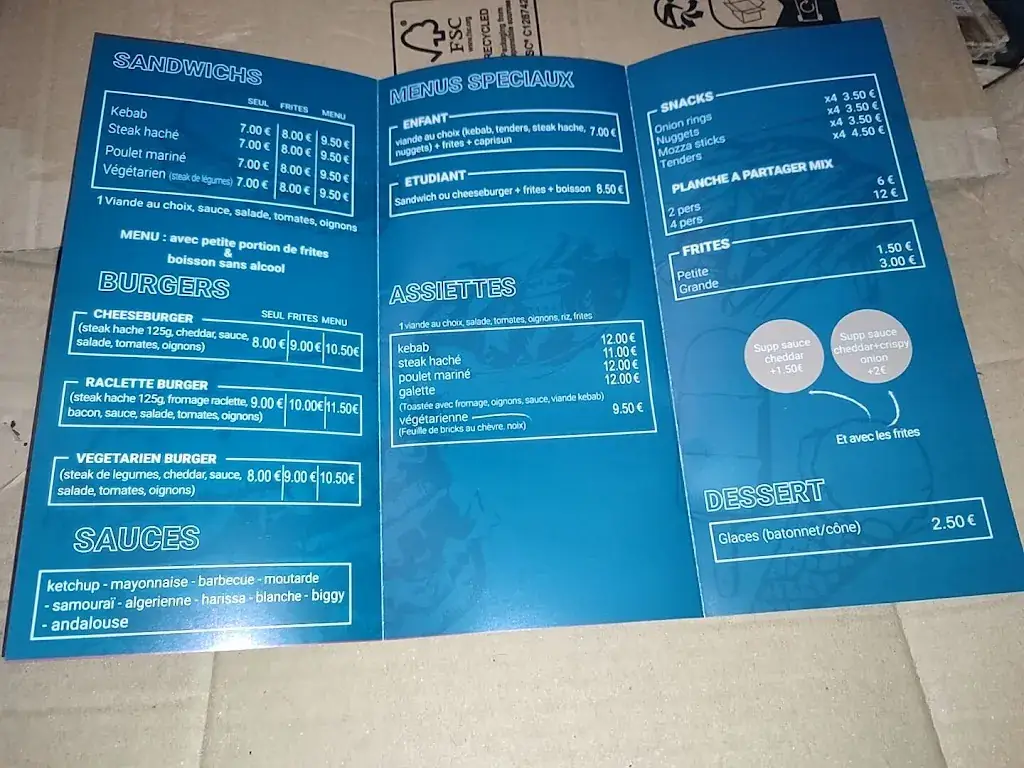 FSC
RECYCLED
SANDWICHS
SEUL FRITES MENU
Kebab 7.00 € 8.00 € 9.50 €
Steak haché 7.00 € 8.00 € 9.50 €
Poulet mariné 7.00 € 8.00 € 9.50 €
Végétarien (steak de légumes) 7.00 € 8.00 € 9.50 €
1 Viande au choix, sauce, salade, tomates, oignons
MENU : avec petite portion de frites
&
boisson sans alcool
BURGERS
SEUL FRITES MENU
CHEESEBURGER
(steak hache 125g, cheddar, sauce, 8.00 € 9.00 € 10.50€
salade, tomates, oignons)
RACLETTE BURGER
(steak hache 125g, fromage raclette, 9.00 € 10.00€ 11.50€
bacon, sauce, salade, tomates, oignons)
VEGETARIEN BURGER
(steak de legumes, cheddar, sauce, 8.00 € 9.00 € 10.50€
salade, tomates, oignons)
SAUCES
ketchup - mayonnaise - barbecue - moutarde
- samouraï - algerienne - harissa - blanche - biggy
- andalouse
MENUS SPECIAUX
ENFANT
viande au choix (kebab, tenders, steak hache, 7.00 €
nuggets) + frites + caprisun
ETUDIANT
Sandwich ou cheeseburger + frites + boisson 8.50 €
ASSIETTES
1 viande au choix, salade, tomates, oignons, riz, frites
kebab 12.00 €
steak haché 11.00 €
poulet mariné 12.00 €
galette 12.00 €
(Toastée avec fromage, oignons, sauce, viande kebab)
végétarienne 9.50 €
(Feuille de bricks au chèvre, noix)
SNACKS
Onion rings x4 3.50 €
Nuggets x4 3.50 €
Mozza sticks x4 3.50 €
Tenders x4 4.50 €
PLANCHE A PARTAGER MIX
2 pers 6 €
4 pers 12 €
FRITES
Petite 1.50 €
Grande 3.00 €
Supp sauce
cheddar
+1.50€
Supp sauce
cheddar+crispy
onion
+2€
Et avec les frites
DESSERT
Glaces (batonnet/cône) 2.50 €